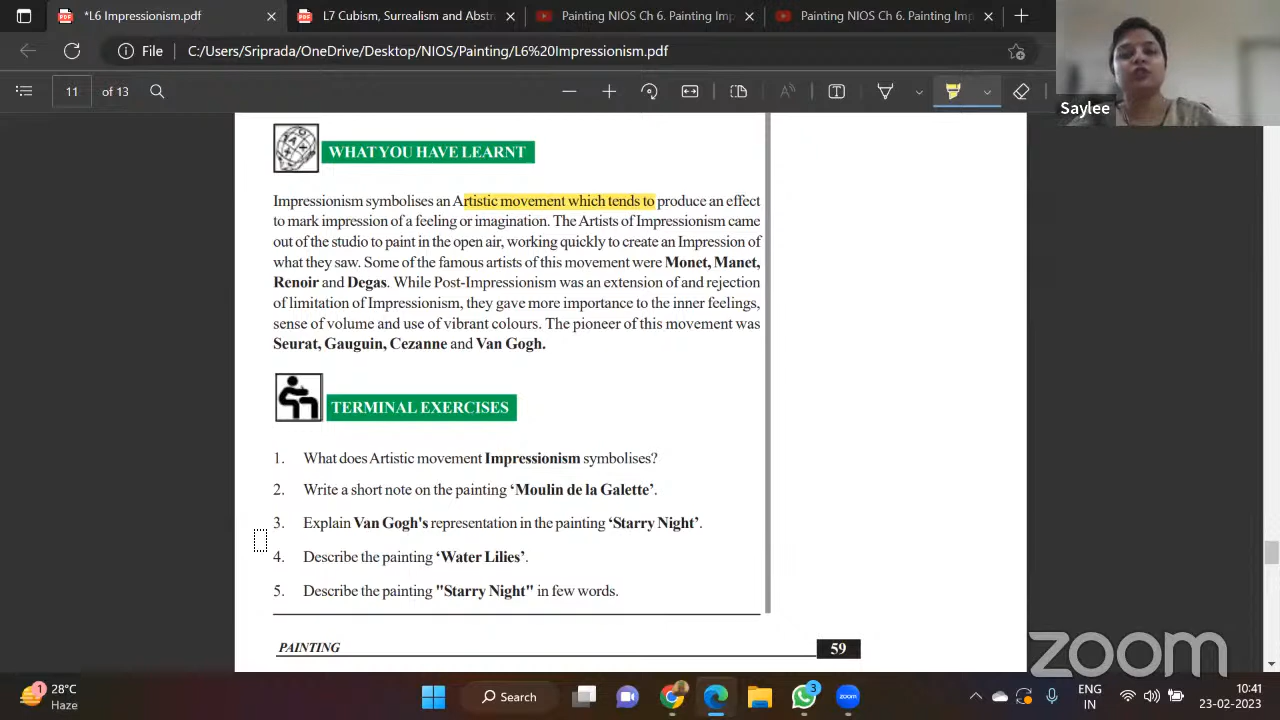 *L6 Impressionism.pdf
L7 Cubism, Surrealism and Abst
Painting NIOS Ch 6. Painting Imp
Painting NIOS Ch 6. Painting Imp
File
C:/Users/Sriprada/OneDrive/Desktop/NIOS/Painting/L6%20Impressionism.pdf
11 of 13
Saylee
WHAT YOU HAVE LEARNT
Impressionism symbolises an Artistic movement which tends to produce an effect
to mark impression of a feeling or imagination. The Artists of Impressionism came
out of the studio to paint in the open air, working quickly to create an Impression of
what they saw. Some of the famous artists of this movement were Monet, Manet,
Renoir and Degas. While Post-Impressionism was an extension of and rejection
of limitation of Impressionism, they gave more importance to the inner feelings,
sense of volume and use of vibrant colours. The pioneer of this movement was
Seurat, Gauguin, Cezanne and Van Gogh.
TERMINAL EXERCISES
1. What does Artistic movement Impressionism symbolises?
2. Write a short note on the painting ‘Moulin de la Galette’.
3. Explain Van Gogh's representation in the painting ‘Starry Night’.
4. Describe the painting ‘Water Lilies’.
5. Describe the painting "Starry Night" in few words.
PAINTING
59
zoom
1
28°C
Haze
Search
3
zoom
ENG
IN
10:41
23-02-2023